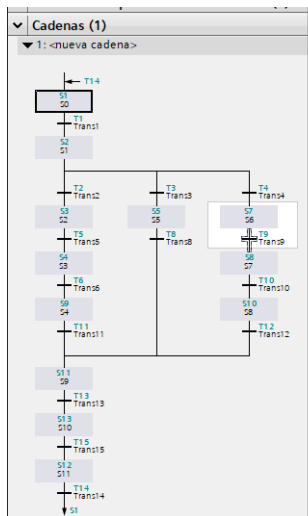 Cadenas (1)
1: <nueva cadena>
T14
S1
S0
T1
Trans1
S2
S1
T2
Trans2
T3
Trans3
T4
Trans4
S3
S2
S5
S5
S7
S6
T5
Trans5
T8
Trans8
T9
Trans9
S4
S3
S8
S7
T6
Trans6
T10
Trans10
S9
S4
S10
S8
T11
Trans11
T12
Trans12
S11
S9
T13
Trans13
S13
S10
T15
Trans15
S12
S11
T14
Trans14
S1